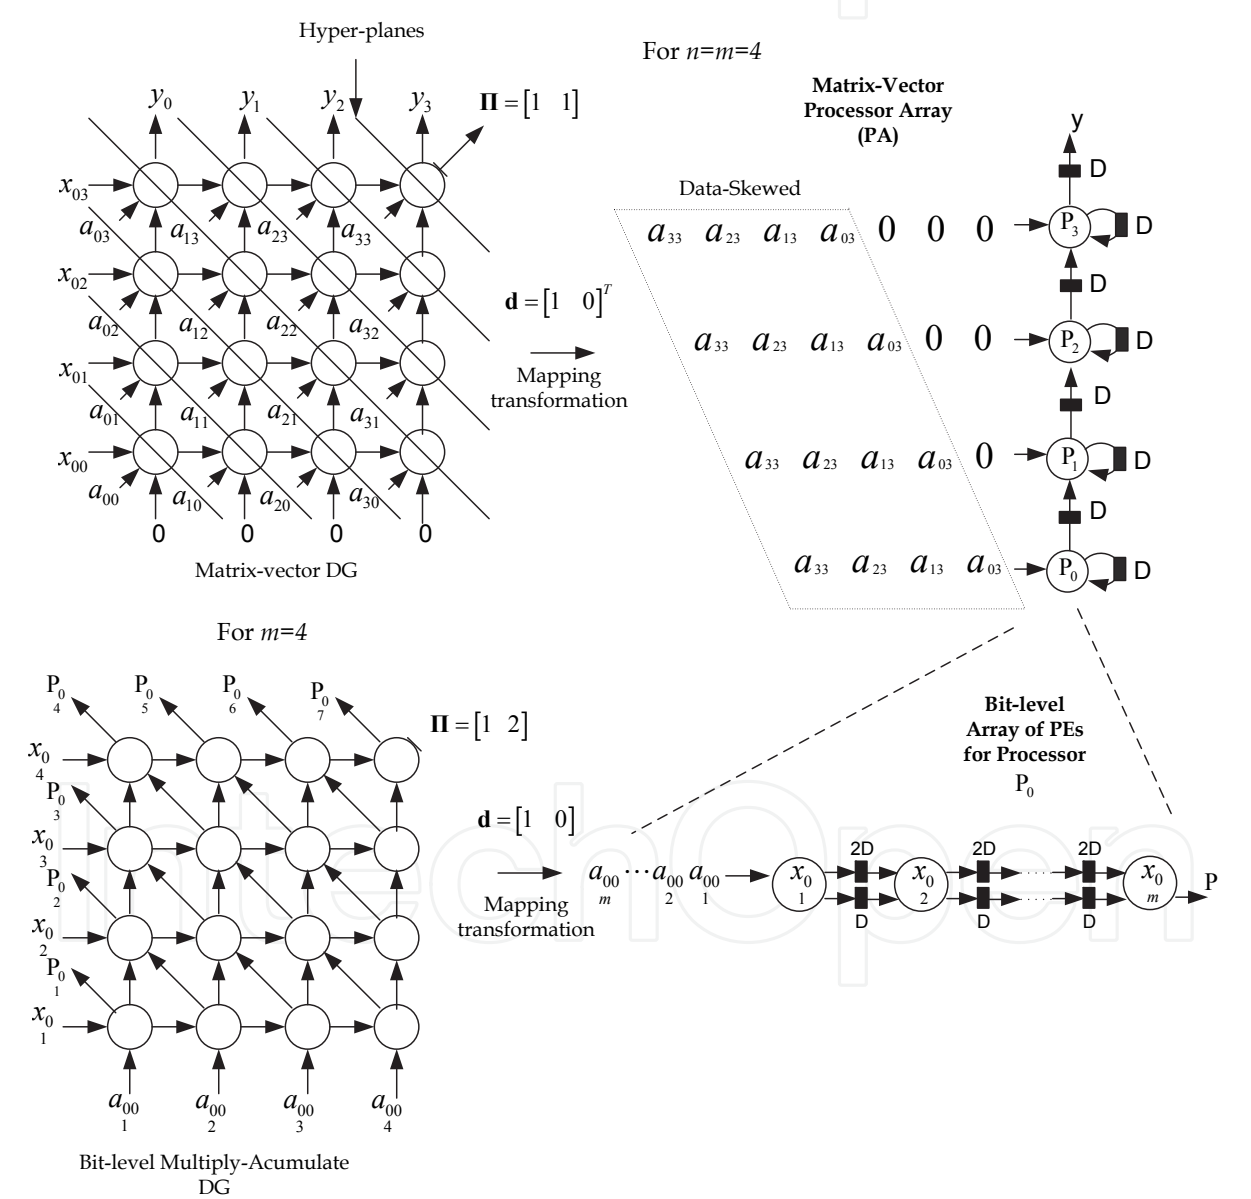 Hyper-planes
For n=m=4
y0 y1 y2 y3
Π = [1 1]
Matrix-Vector
Processor Array
(PA)
y
D
x03
Data-Skewed
a03 a13 a23 a33
a33 a23 a13 a03 0 0 0
P3
D
x02
d = [1 0]^T
D
a02 a12 a22 a32
a33 a23 a13 a03 0 0
P2
D
x01
Mapping
transformation
D
a01 a11 a21 a31
a33 a23 a13 a03 0
P1
D
x00
a00 a10 a20 a30
D
0 0 0 0
Matrix-vector DG
a33 a23 a13 a03
P0
D
For m=4
P0 4 P0 5 P0 6 P0 7
Π = [1 2]
Bit-level
Array of PEs
for Processor
P0
x0 4
P0 3
x0 3
P0 2
x0 2
P0 1
x0 1
d = [1 0]
Mapping
transformation
a00 m ··· a00 2 a00 1
x0 1
2D
D
x0 2
2D
D
2D
D
x0 m
P
a00 1 a00 2 a00 3 a00 4
Bit-level Multiply-Acumulate
DG
IntechOpen